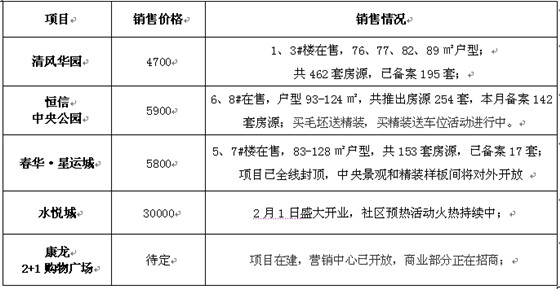 项目 销售价格 销售情况
清风华园 4700 1、3#楼在售，76、77、82、89 ㎡户型；
共 462 套房源，已备案 195 套；
恒信
中央公园 5900 6、8#在售，户型 93-124 ㎡，共推出房源 254 套，本月备案 142
套房源；买毛坯送精装，买精装送车位活动进行中。
春华·星运城 5800 5、7#楼在售，83-128 ㎡户型，共 153 套房源，已备案 17 套；
项目已全线封顶，中央景观和精装样板间将对外开放
水悦城 30000 2 月 1 日盛大开业，社区预热活动火热持续中；
康龙
2+1 购物广场 待定 项目在建，营销中心已开放，商业部分正在招商；